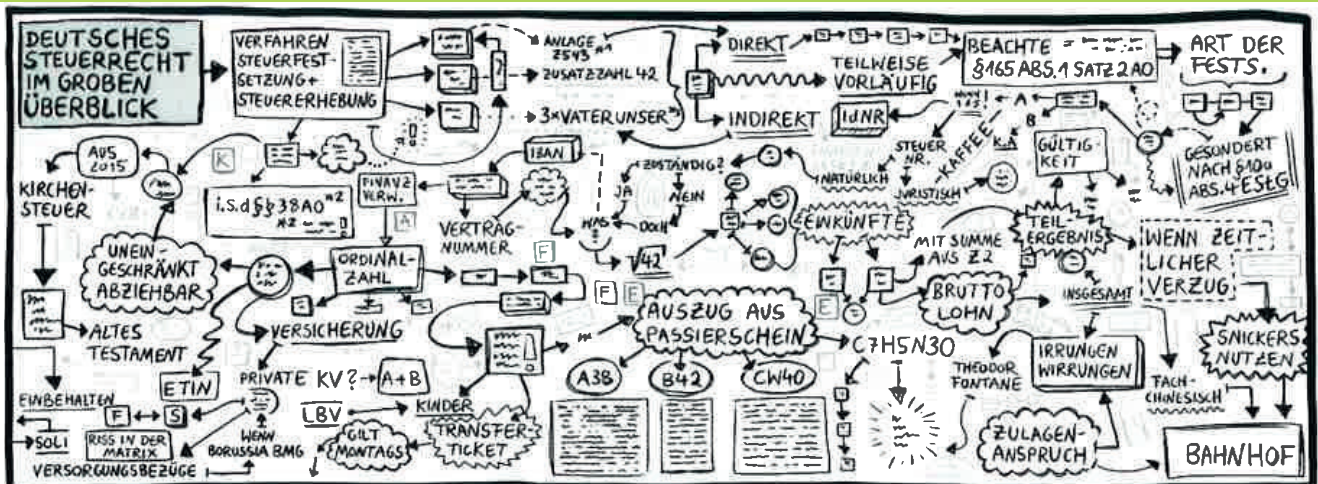 DEUTSCHES
STEUERRECHT
IM GROBEN
ÜBERBLICK
VERFAHREN
STEUERFEST-
SETZUNG+
STEUERERHEBUNG
ANLAGE
ZUSATZZAHL 42
3×VATERUNSER
DIREKT
TEILWEISE
VORLÄUFIG
INDIREKT
BEACHTE
§165 ABS.1 SATZ 2 AO
ART DER
FESTS.
IdNR
STEUER
NR.
KAFFEE
A
B
K.A
GÜLTIG-
KEIT
GESONDERT
NACH §10a
ABS.4 EStG
AUS
2015
KIRCHEN-
STEUER
K
i.S.d §§ 38AO
FINANZ
VERW.
A
IBAN
VERTRAG-
NUMMER
ZUSTÄNDIG?
JA
NEIN
DOCH
WAS
?
√42
NATÜRLICH
JURISTISCH
EINKÜNFTE
MIT SUMME
AUS Z2
TEIL
ERGEBNIS
WENN ZEIT-
LICHER
VERZUG
UNEIN-
GESCHRÄNKT
ABZIEHBAR
ORDINAL-
ZAHL
F
F
E
E
BRUTTO
LOHN
INSGESAMT
SNICKERS
NUTZEN
ALTES
TESTAMENT
VERSICHERUNG
AUSZUG AUS
PASSIERSCHEIN
C7H5N3O
THEODOR
FONTANE
IRRUNGEN
WIRRUNGEN
FACH-
CHINESISCH
ETIN
PRIVATE KV?
A+B
A38
B42
CW40
EINBEHALTEN
F
S
SOLI
RISS IN DER
MATRIX
WENN
BORUSSIA BMG
VERSORGUNGSBEZÜGE
LBV
KINDER
GILT
MONTAGS
TRANSFER-
TICKET
ZULAGEN-
ANSPRUCH
BAHNHOF